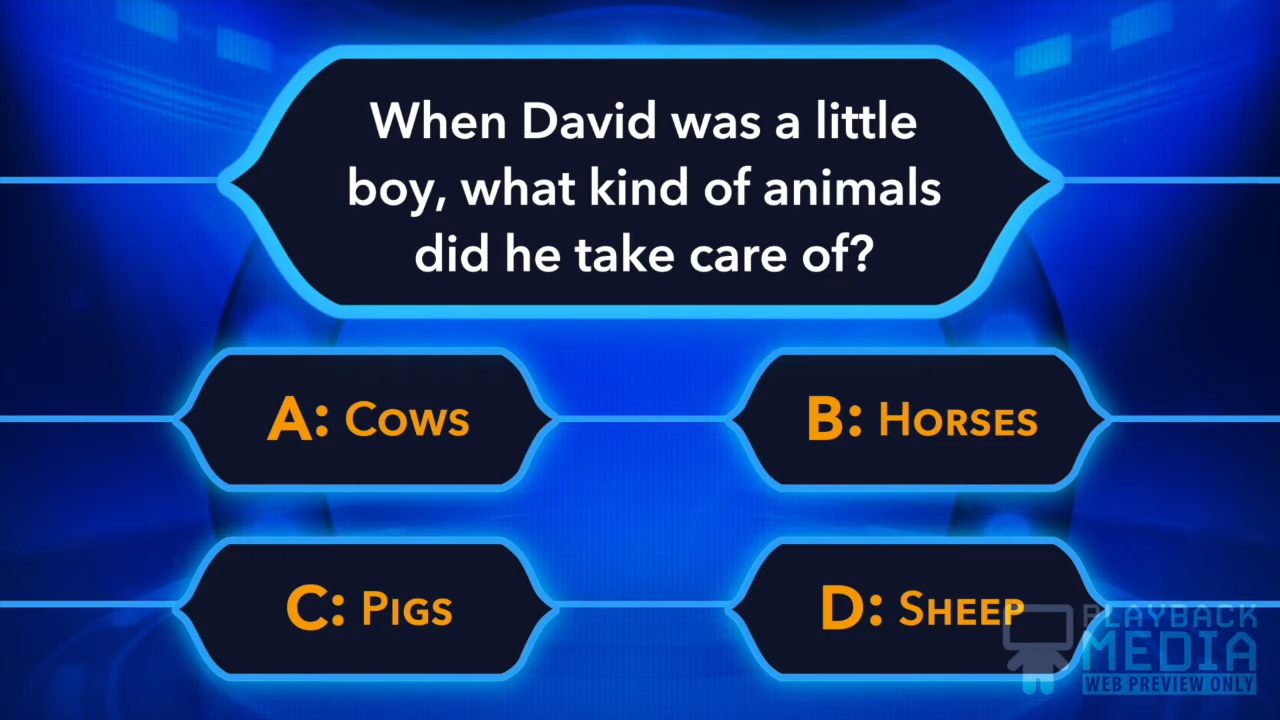 When David was a little
boy, what kind of animals
did he take care of?
A: Cows
B: Horses
C: Pigs
D: Sheep
PLAYBACK
MEDIA
WEB PREVIEW ONLY